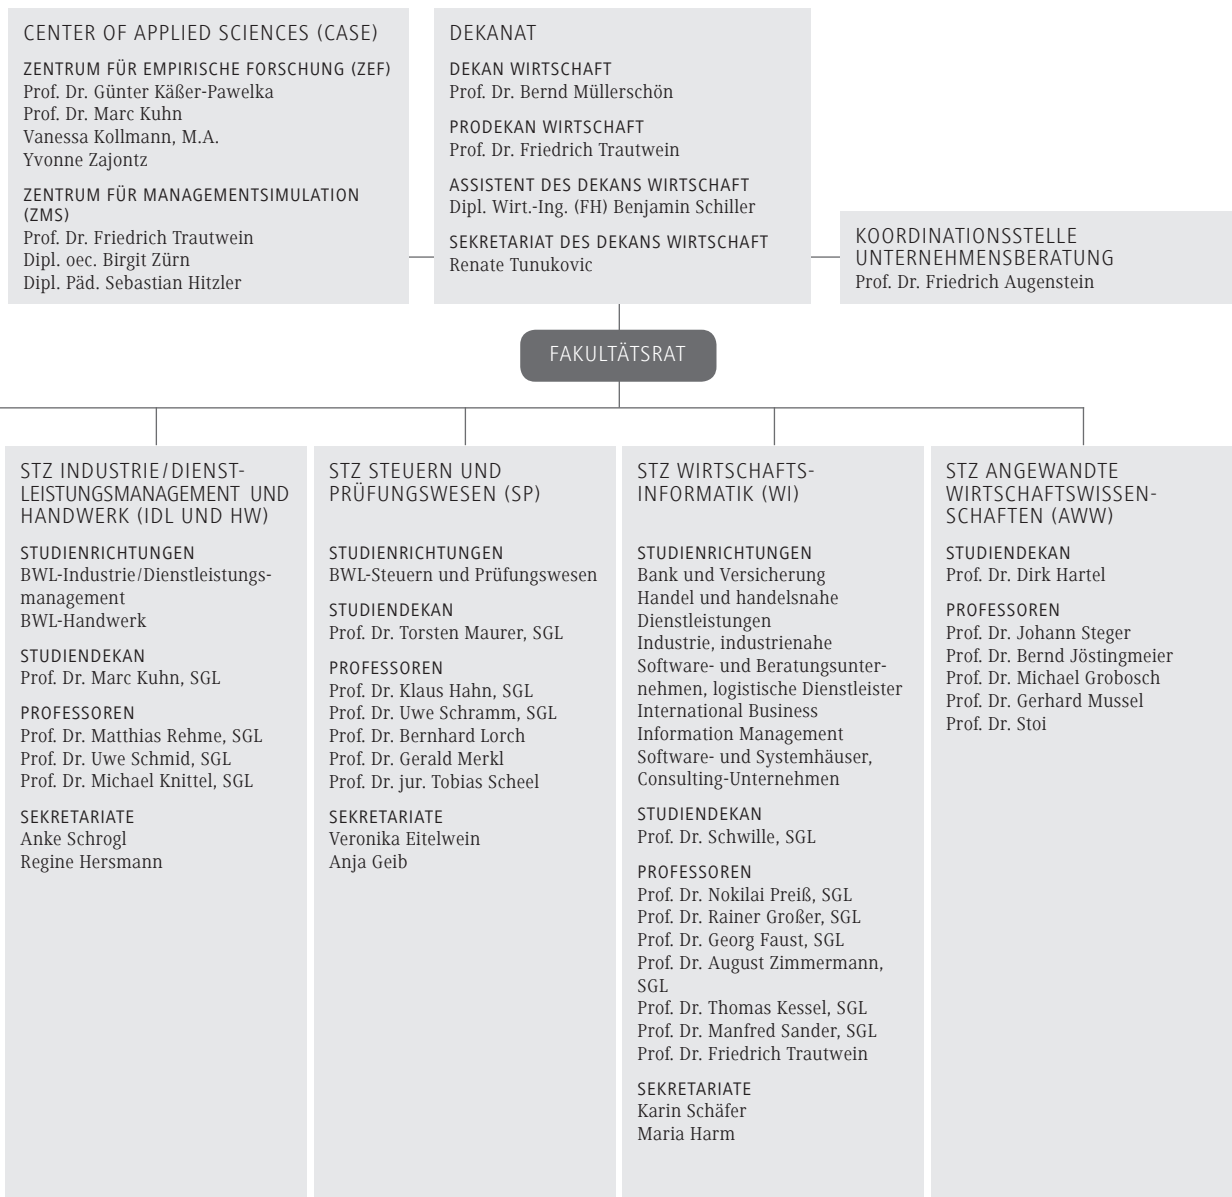 CENTER OF APPLIED SCIENCES (CASE)
ZENTRUM FÜR EMPIRISCHE FORSCHUNG (ZEF)
Prof. Dr. Günter Käßer-Pawelka
Prof. Dr. Marc Kuhn
Vanessa Kollmann, M.A.
Yvonne Zajontz
ZENTRUM FÜR MANAGEMENTSIMULATION
(ZMS)
Prof. Dr. Friedrich Trautwein
Dipl. oec. Birgit Zürn
Dipl. Päd. Sebastian Hitzler
DEKANAT
DEKAN WIRTSCHAFT
Prof. Dr. Bernd Müllerschön
PRODEKAN WIRTSCHAFT
Prof. Dr. Friedrich Trautwein
ASSISTENT DES DEKANS WIRTSCHAFT
Dipl. Wirt.-Ing. (FH) Benjamin Schiller
SEKRETARIAT DES DEKANS WIRTSCHAFT
Renate Tunukovic
KOORDINATIONSSTELLE
UNTERNEHMENSBERATUNG
Prof. Dr. Friedrich Augenstein
FAKULTÄTSRAT
STZ INDUSTRIE/DIENST-
LEISTUNGSMANAGEMENT UND
HANDWERK (IDL UND HW)
STUDIENRICHTUNGEN
BWL-Industrie/Dienstleistungs-
management
BWL-Handwerk
STUDIENDEKAN
Prof. Dr. Marc Kuhn, SGL
PROFESSOREN
Prof. Dr. Matthias Rehme, SGL
Prof. Dr. Uwe Schmid, SGL
Prof. Dr. Michael Knittel, SGL
SEKRETARIATE
Anke Schrogl
Regine Hersmann
STZ STEUERN UND
PRÜFUNGSWESEN (SP)
STUDIENRICHTUNGEN
BWL-Steuern und Prüfungswesen
STUDIENDEKAN
Prof. Dr. Torsten Maurer, SGL
PROFESSOREN
Prof. Dr. Klaus Hahn, SGL
Prof. Dr. Uwe Schramm, SGL
Prof. Dr. Bernhard Lorch
Prof. Dr. Gerald Merkl
Prof. Dr. jur. Tobias Scheel
SEKRETARIATE
Veronika Eitelwein
Anja Geib
STZ WIRTSCHAFTS-
INFORMATIK (WI)
STUDIENRICHTUNGEN
Bank und Versicherung
Handel und handelsnahe
Dienstleistungen
Industrie, industrienahe
Software- und Beratungsunter-
nehmen, logistische Dienstleister
International Business
Information Management
Software- und Systemhäuser,
Consulting-Unternehmen
STUDIENDEKAN
Prof. Dr. Schwille, SGL
PROFESSOREN
Prof. Dr. Nokilai Preiß, SGL
Prof. Dr. Rainer Großer, SGL
Prof. Dr. Georg Faust, SGL
Prof. Dr. August Zimmermann,
SGL
Prof. Dr. Thomas Kessel, SGL
Prof. Dr. Manfred Sander, SGL
Prof. Dr. Friedrich Trautwein
SEKRETARIATE
Karin Schäfer
Maria Harm
STZ ANGEWANDTE
WIRTSCHAFTSWISSEN-
SCHAFTEN (AWW)
STUDIENDEKAN
Prof. Dr. Dirk Hartel
PROFESSOREN
Prof. Dr. Johann Steger
Prof. Dr. Bernd Jöstingmeier
Prof. Dr. Michael Grobosch
Prof. Dr. Gerhard Mussel
Prof. Dr. Stoi